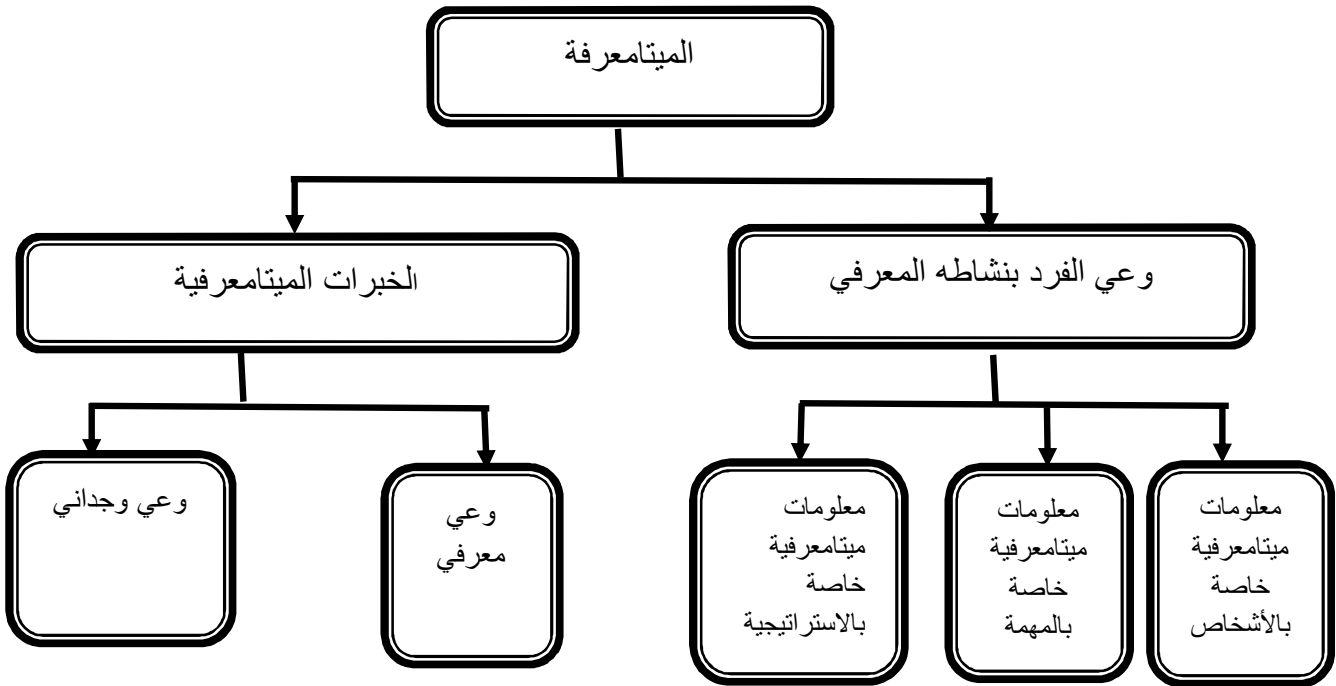 الميتامعرفة
وعي الفرد بنشاطه المعرفي
الخبرات الميتامعرفية
معلومات
ميتامعرفية
خاصة
بالأشخاص
معلومات
ميتامعرفية
خاصة
بالمهمة
معلومات
ميتامعرفية
خاصة
بالاستراتيجية
وعي
معرفي
وعي وجداني